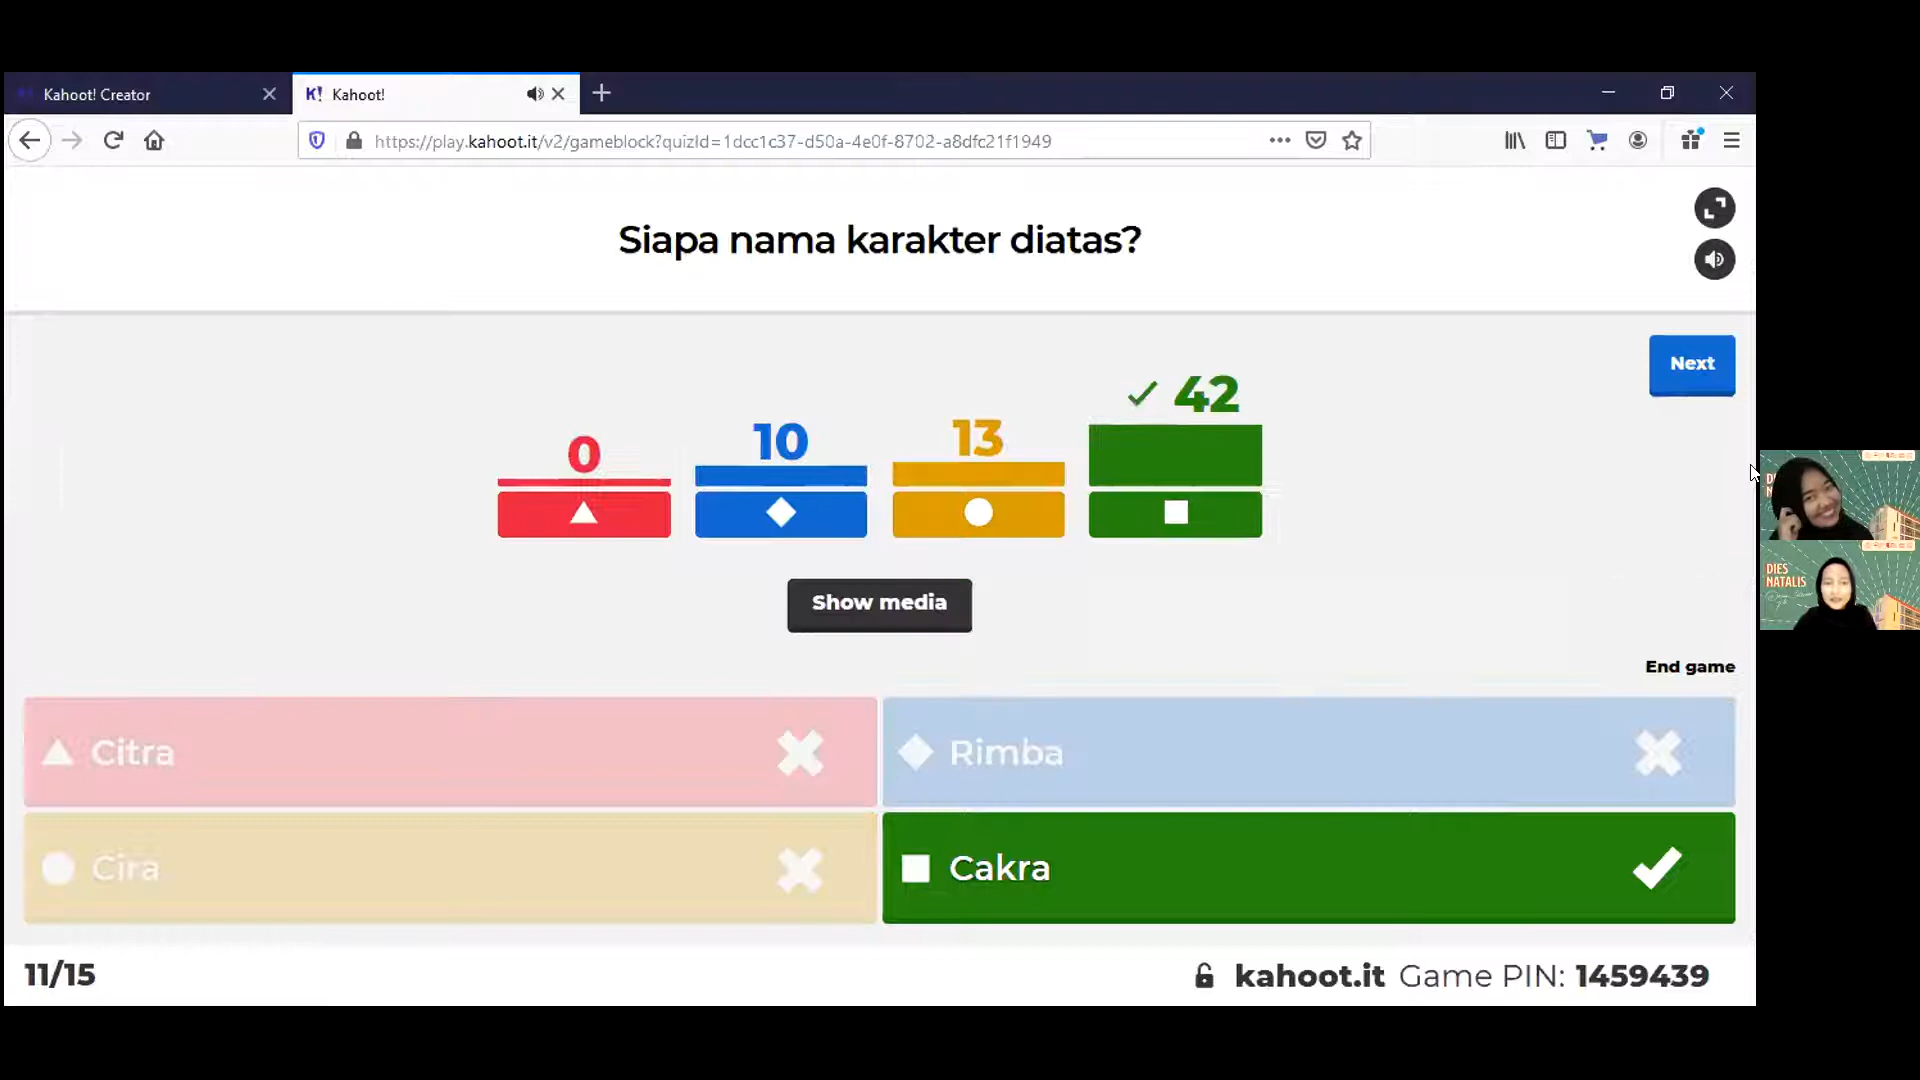 Kahoot! Creator
K! Kahoot!
https://play.kahoot.it/v2/gameblock?quizId=1dcc1c37-d50a-4e0f-8702-a8dfc21f1949
Siapa nama karakter diatas?
Next
0
10
13
42
Show media
End game
Citra
Rimba
Cira
Cakra
11/15
kahoot.it Game PIN: 1459439
DIES
NATALIS